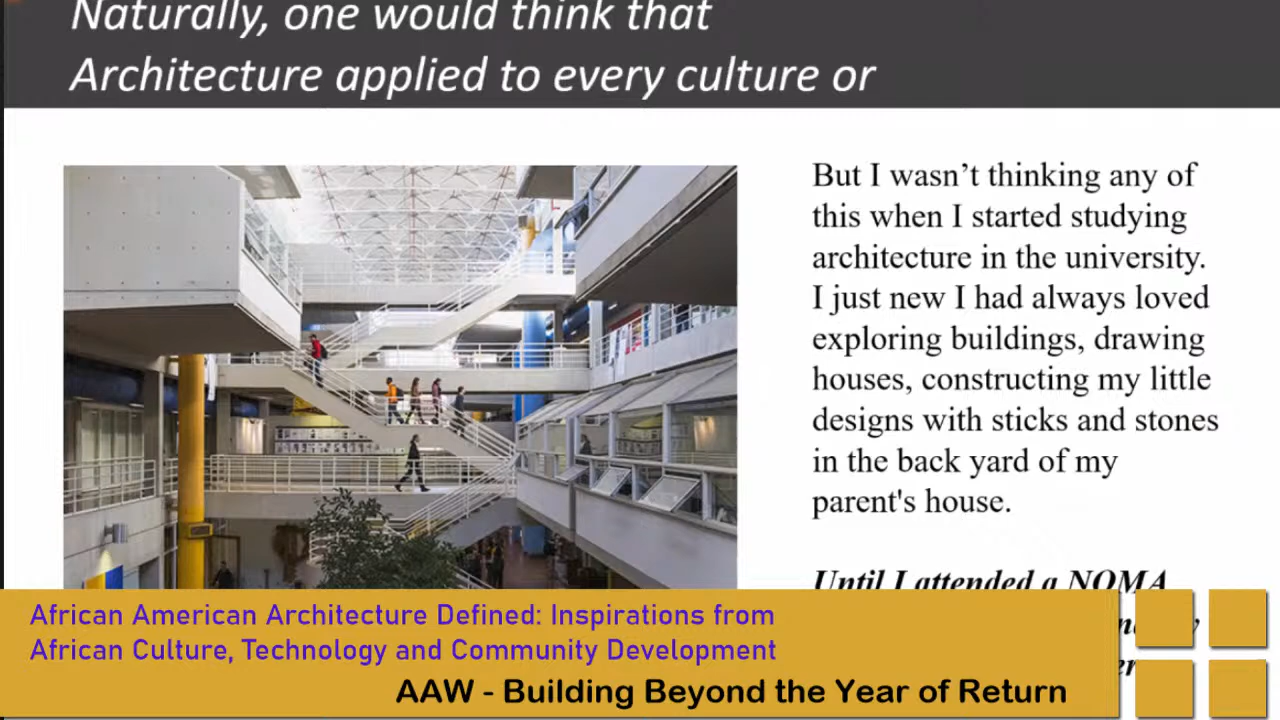 Naturally, one would think that
Architecture applied to every culture or
But I wasn’t thinking any of
this when I started studying
architecture in the university.
I just new I had always loved
exploring buildings, drawing
houses, constructing my little
designs with sticks and stones
in the back yard of my
parent's house.
Until I attended a NOMA
African American Architecture Defined: Inspirations from
African Culture, Technology and Community Development
AAW - Building Beyond the Year of Return